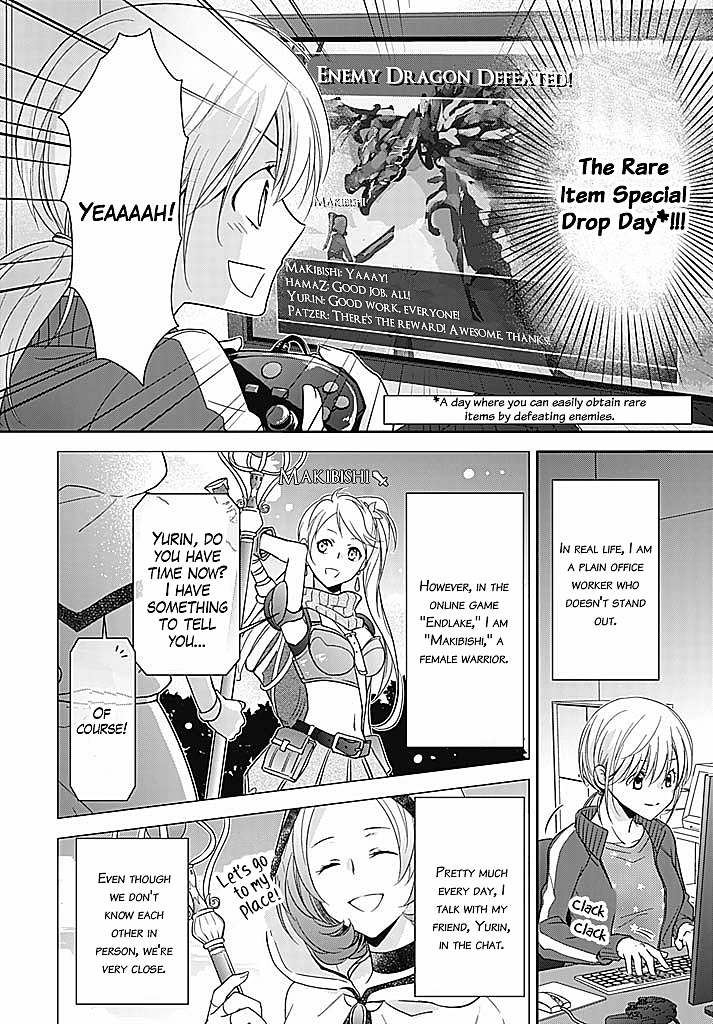 The Rare
Item Special
Drop Day*!!!
Enemy Dragon Defeated!
Makibishi
Makibishi: Yaaay!
hamaZ: Good job, all!
Yurin: Good work, everyone!
Patzer: There's the reward! Awesome, thanks!
Yeaaaah!
*A day where you can easily obtain rare
items by defeating enemies.
In real life, I am
a plain office
worker who
doesn't stand
out.
clack
clack
However, in the
online game
"Endlake," I am
"Makibishi," a
female warrior.
Makibishi
Yurin, do
you have
time now?
I have
something
to tell
you...
Of
course!
Pretty much
every day, I
talk with my
friend, Yurin,
in the chat.
Let's go
to my
place!
Even though
we don't
know each
other in
person, we're
very close.